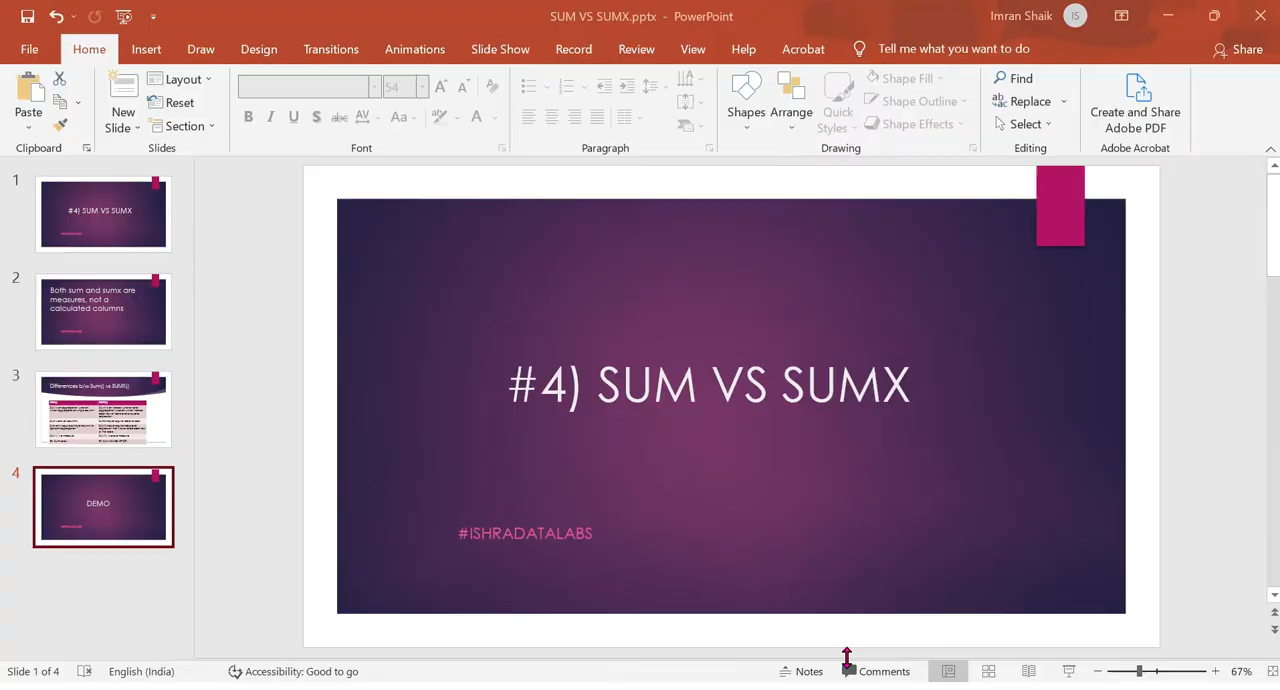 SUM VS SUMX.pptx - PowerPoint
Imran Shaik
IS
File
Home
Insert
Draw
Design
Transitions
Animations
Slide Show
Record
Review
View
Help
Acrobat
Tell me what you want to do
Share
Paste
Clipboard
New Slide
Layout
Reset
Section
Slides
54
Font
Paragraph
Shapes
Arrange
Quick Styles
Shape Fill
Shape Outline
Shape Effects
Drawing
Find
Replace
Select
Editing
Create and Share
Adobe PDF
Adobe Acrobat
1
#4) SUM VS SUMX
2
Both sum and sumx are
measures, not a
calculated columns
3
Differences b/w Sum() vs SUMX()
4
DEMO
#4) SUM VS SUMX
#ISHRADATALABS
Slide 1 of 4
English (India)
Accessibility: Good to go
Notes
Comments
67%